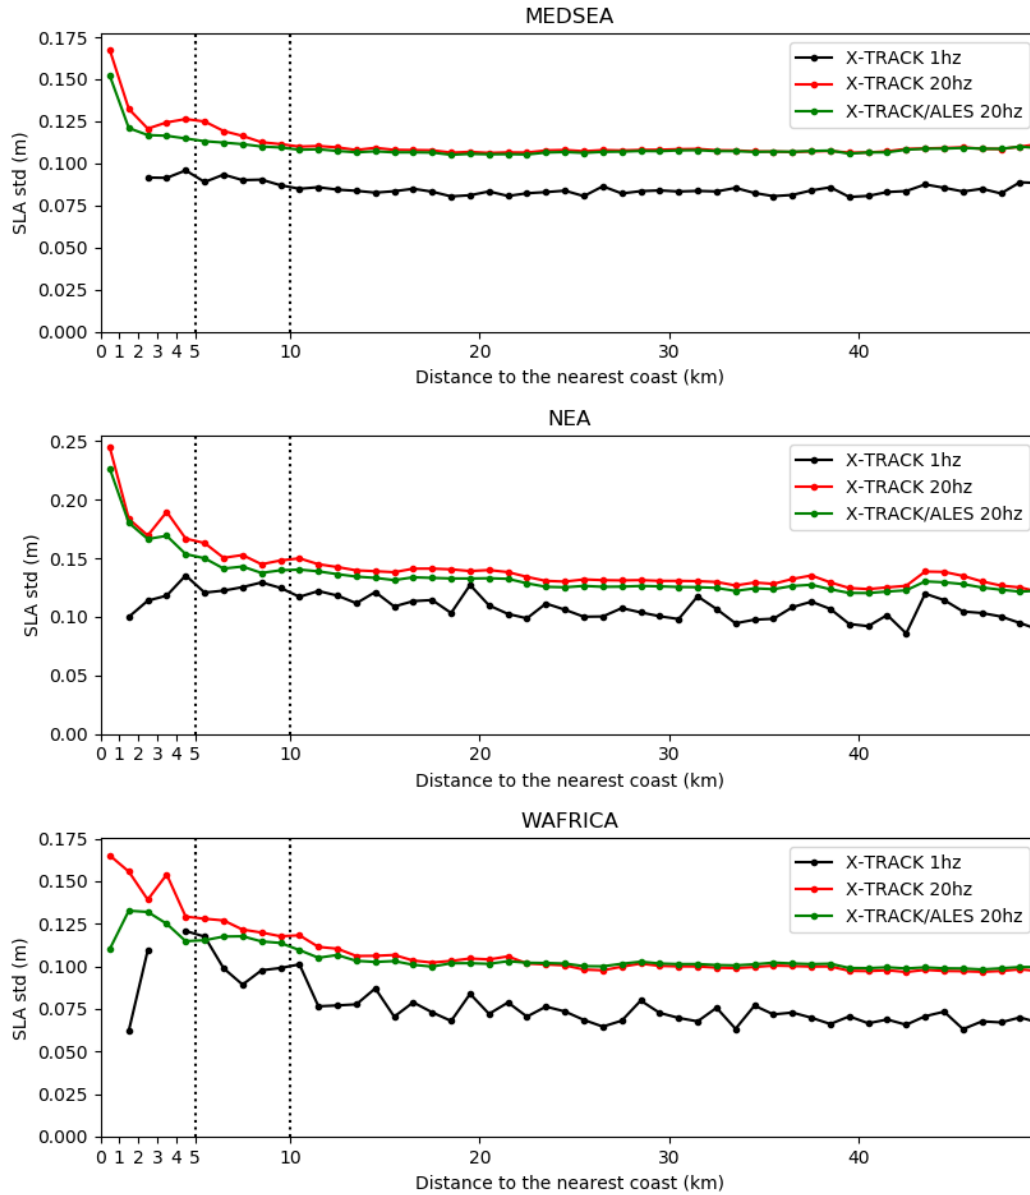 MEDSEA
0.175
0.150
0.125
0.100
0.075
0.050
0.025
0.000
SLA std (m)
X-TRACK 1hz
X-TRACK 20hz
X-TRACK/ALES 20hz
0 1 2 3 4 5 10 20 30 40
Distance to the nearest coast (km)
NEA
0.25
0.20
0.15
0.10
0.05
0.00
SLA std (m)
X-TRACK 1hz
X-TRACK 20hz
X-TRACK/ALES 20hz
0 1 2 3 4 5 10 20 30 40
Distance to the nearest coast (km)
WAFRICA
0.175
0.150
0.125
0.100
0.075
0.050
0.025
0.000
SLA std (m)
X-TRACK 1hz
X-TRACK 20hz
X-TRACK/ALES 20hz
0 1 2 3 4 5 10 20 30 40
Distance to the nearest coast (km)